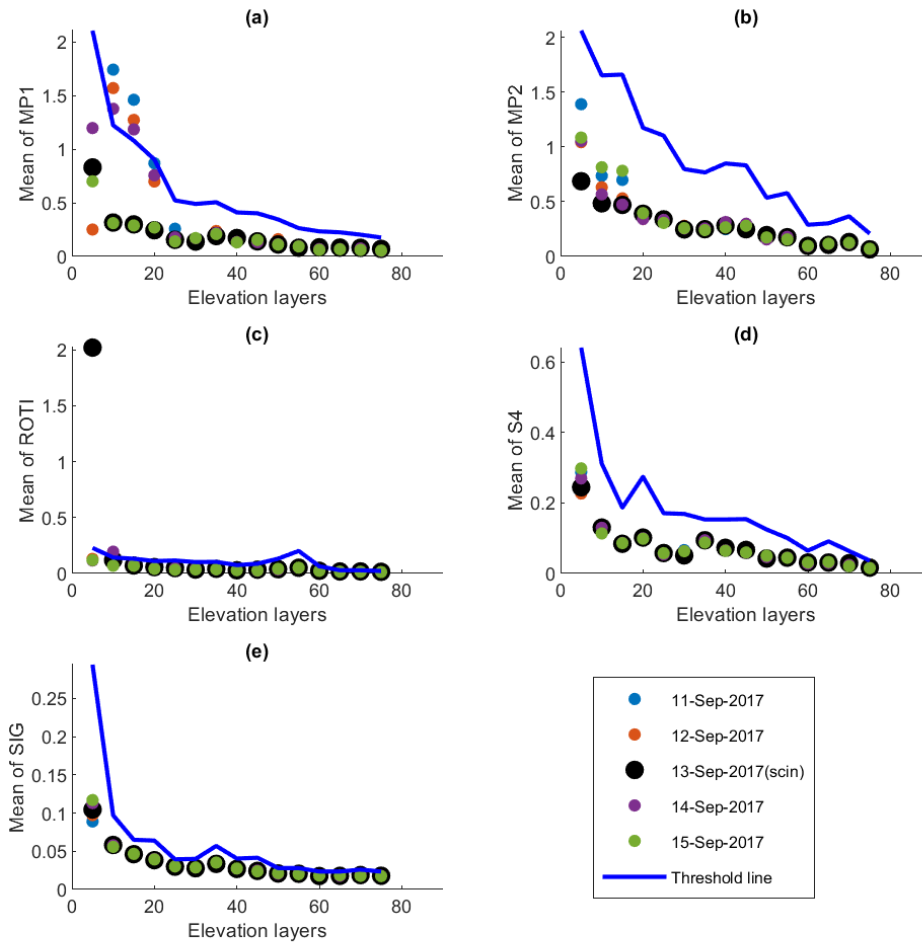 (a)
Mean of MP1
2
1.5
1
0.5
0
0 20 40 60 80
Elevation layers
(b)
Mean of MP2
2
1.5
1
0.5
0
0 20 40 60 80
Elevation layers
(c)
Mean of ROTI
2
1.5
1
0.5
0
0 20 40 60 80
Elevation layers
(d)
Mean of S4
0.6
0.4
0.2
0
0 20 40 60 80
Elevation layers
(e)
Mean of SIG
0.25
0.2
0.15
0.1
0.05
0
0 20 40 60 80
Elevation layers
11-Sep-2017
12-Sep-2017
13-Sep-2017(scin)
14-Sep-2017
15-Sep-2017
Threshold line